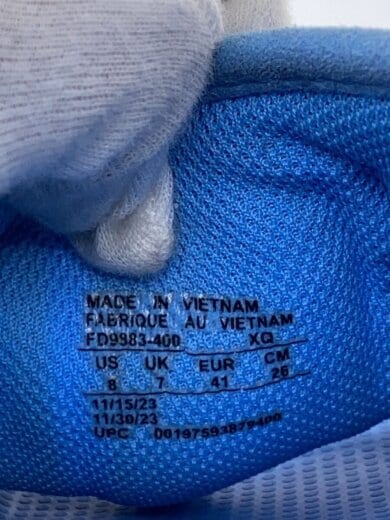 MADE IN VIETNAM
FABRIQUE AU VIETNAM
FD9983-400 XQ
US UK EUR CM
8 7 41 26
11/15/23
11/30/23
UPC 00197593879400